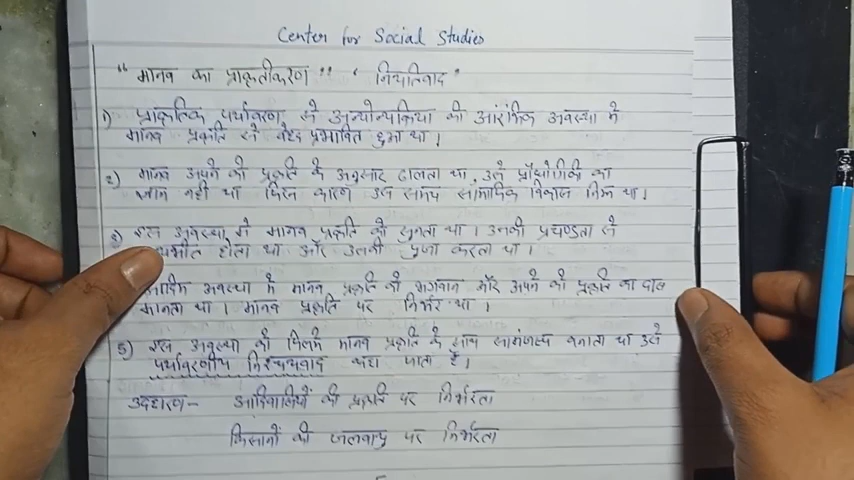 Center for Social Studies
"मानव का प्राकृतीकरण" "नियतिवाद"
1) प्राकृतिक पर्यावरण से अन्योन्यक्रिया की आरंभिक अवस्था में
मानव प्रकृति से बेहद प्रभावित हुआ था।
2) मानव अपने को प्रकृति के अनुसार ढालता था उसे प्रौद्योगिकी का
ज्ञान नहीं था जिस कारण उस समय सामाजिक विकास निम्न था।
3) इस अवस्था में मानव प्रकृति को सुनता था। उनकी प्रचण्डता से
भयभीत होता था और उसकी पूजा करता था।
अवस्था में मानव प्रकृति को भगवान और अपने को प्रकृति का दास
मानता था। मानव प्रकृति पर निर्भर था।
5) इस अवस्था को जिसमें मानव प्रकृति के साथ सामंजस्य बनाता था उसे
पर्यावरणीय निश्चयवाद कहा जाता है।
उदहारण- आदिवासियों की प्रकृति पर निर्भरता
किसानों की जलवायु पर निर्भरता